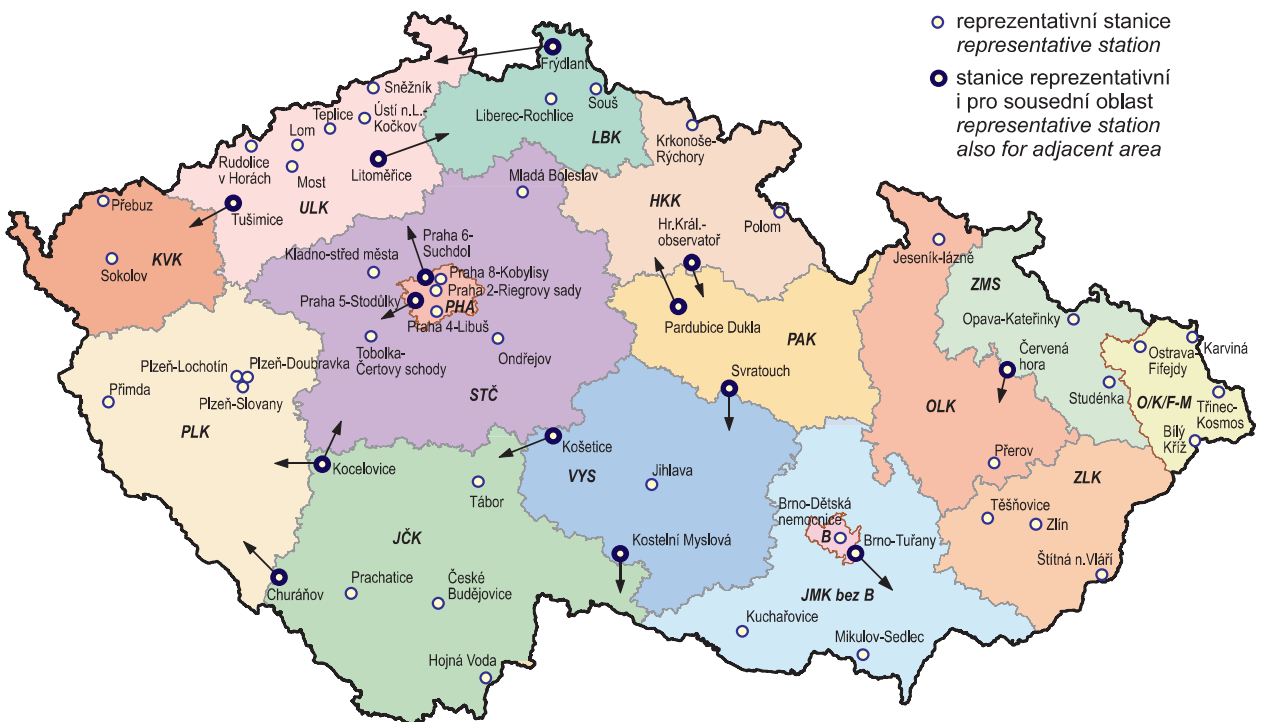 reprezentativní stanice
representative station
stanice reprezentativní
i pro sousední oblast
representative station
also for adjacent area
Frýdlant
Sněžník
Souš
Ústí n.L.-
Kočkov
Teplice
Liberec-Rochlice
LBK
Lom
Krkonoše-
Rýchory
Rudolice
v Horách
Most
Litoměřice
Mladá Boleslav
HKK
Přebuz
Tušimice
ULK
Polom
Hr.Král.-
observatoř
Praha 6-
Suchdol
Kladno-střed města
Jeseník-lázně
KVK
Sokolov
Praha 8-Kobylisy
Praha 2-Riegrovy sady
Praha 5-Stodůlky
PHA
Praha 4-Libuš
ZMS
Opava-Kateřinky
Pardubice Dukla
PAK
Tobolka-
Čertovy schody
Ondřejov
Karviná
Ostrava-
Fifejdy
Červená
hora
Plzeň-Lochotín
Plzeň-Doubravka
Přimda
Plzeň-Slovany
STČ
Svratouch
Studénka
O/K/F-M
Třinec-
Kosmos
OLK
PLK
Bílý
Kříž
Košetice
Kocelovice
VYS
Jihlava
Přerov
ZLK
Tábor
Brno-Dětská
nemocnice
B
Brno-Tuřany
Těšňovice
Zlín
JČK
Kostelní Myslová
Štítná n.Vláří
Churáňov
Prachatice
České
Budějovice
JMK bez B
Kuchařovice
Mikulov-Sedlec
Hojná Voda